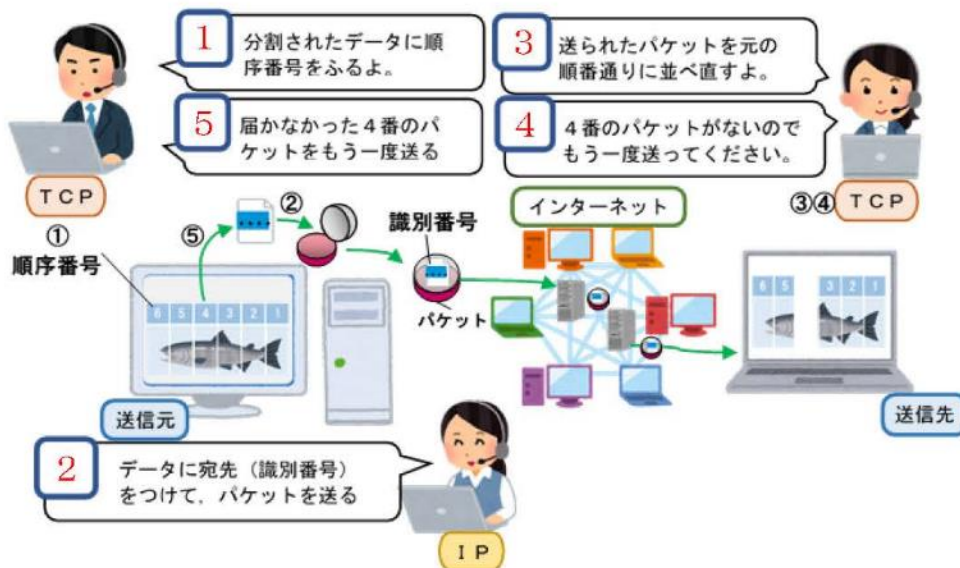 1
分割されたデータに順
序番号をふるよ。
3
送られたパケットを元の
順番通りに並べ直すよ。
5
届かなかった４番のパ
ケットをもう一度送る
4
４番のパケットがないので
もう一度送ってください。
ＴＣＰ
③④
ＴＣＰ
①
順序番号
⑤
②
識別番号
パケット
インターネット
6 5 4 3 2 1
6 5 3 2 1
送信元
送信先
2
データに宛先（識別番号）
をつけて，パケットを送る
ＩＰ